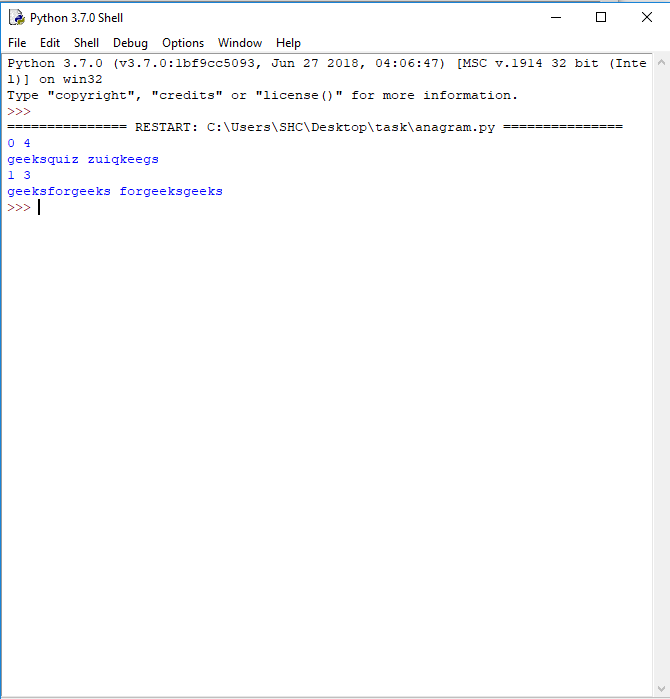 Python 3.7.0 Shell
File Edit Shell Debug Options Window Help
Python 3.7.0 (v3.7.0:1bf9cc5093, Jun 27 2018, 04:06:47) [MSC v.1914 32 bit (Inte
l)] on win32
Type "copyright", "credits" or "license()" for more information.
>>>
=============== RESTART: C:\Users\SHC\Desktop\task\anagram.py ===============
0 4
geeksquiz zuiqkeegs
1 3
geeksforgeeks forgeeksgeeks
>>>